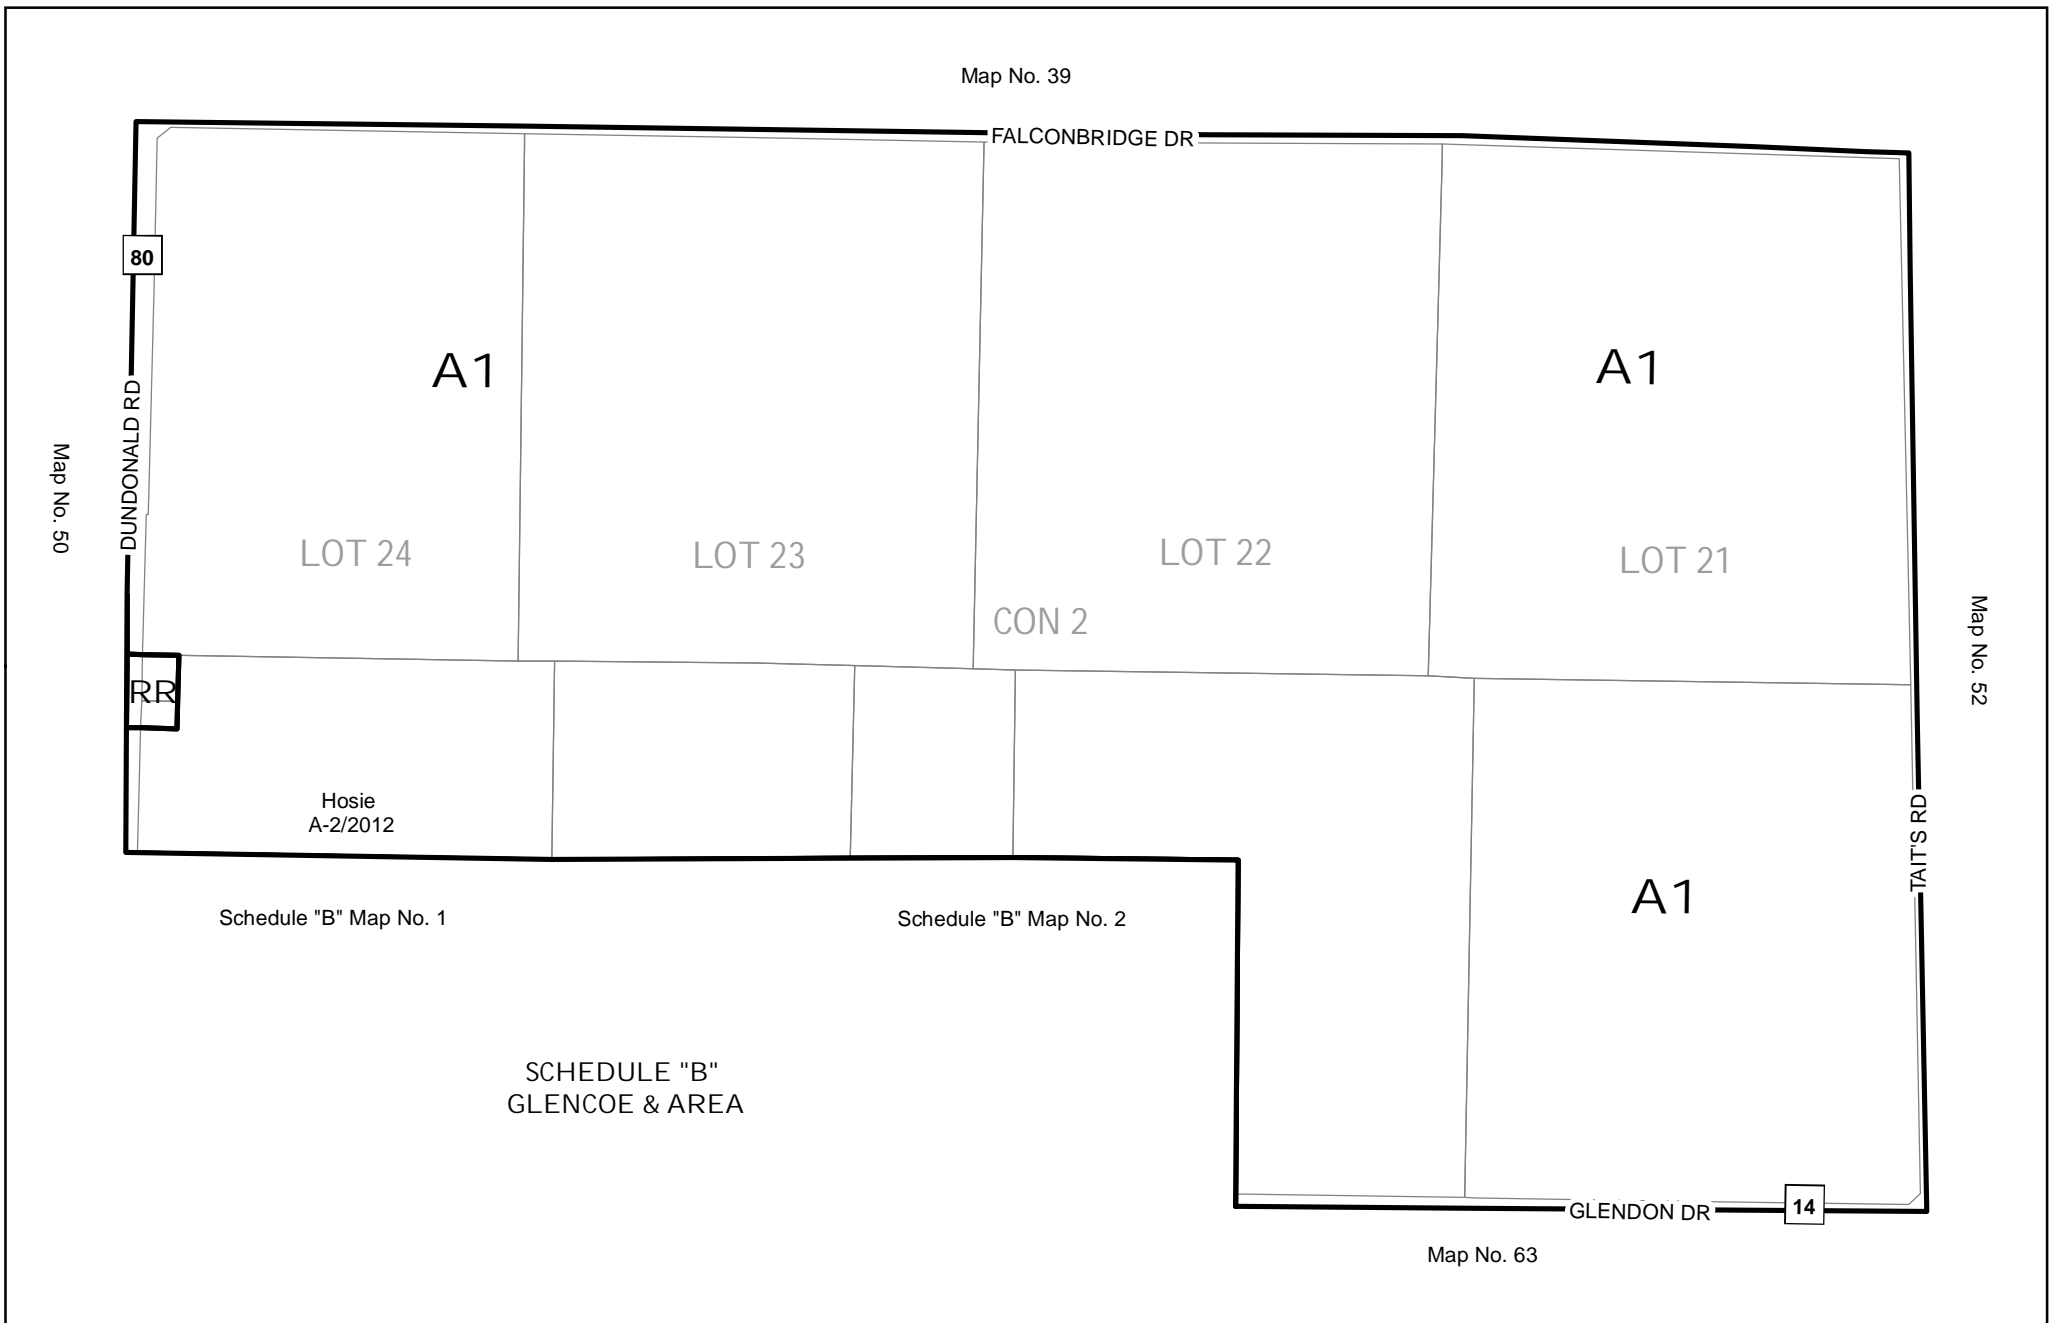 Map No. 39
FALCONBRIDGE DR
80
A1
A1
DUNDONALD RD
Map No. 50
LOT 24
LOT 23
LOT 22
LOT 21
CON 2
Map No. 52
RR
Hosie
A-2/2012
TAIT'S RD
A1
Schedule "B" Map No. 1
Schedule "B" Map No. 2
SCHEDULE "B"
GLENCOE & AREA
14
GLENDON DR
Map No. 63